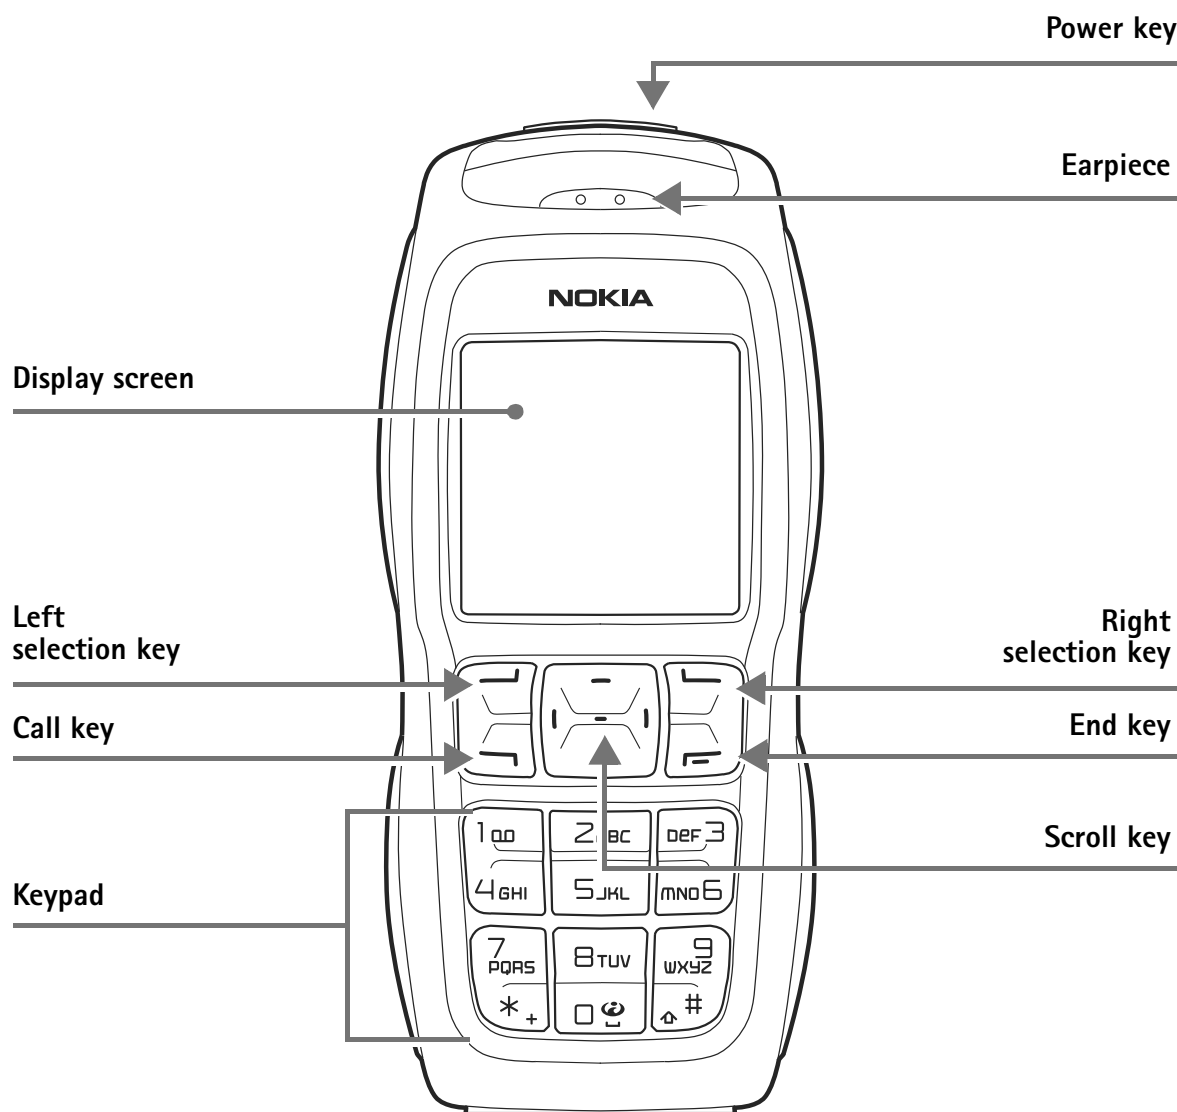 Power key
Earpiece
NOKIA
Display screen
Left
selection key
Right
selection key
Call key
End key
Scroll key
Keypad
1
2 ABC
DEF 3
4 GHI
5 JKL
MNO 6
7
PQRS
8 TUV
9
WXYZ
* +
0
#